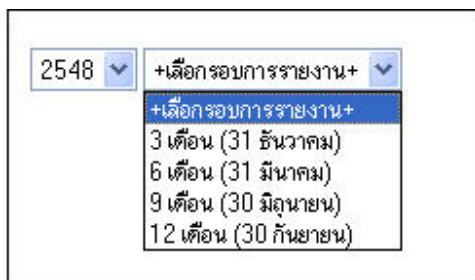 2548 +เลือกรอบการรายงาน+
+เลือกรอบการรายงาน+
3 เดือน (31 ธันวาคม)
6 เดือน (31 มีนาคม)
9 เดือน (30 มิถุนายน)
12 เดือน (30 กันยายน)